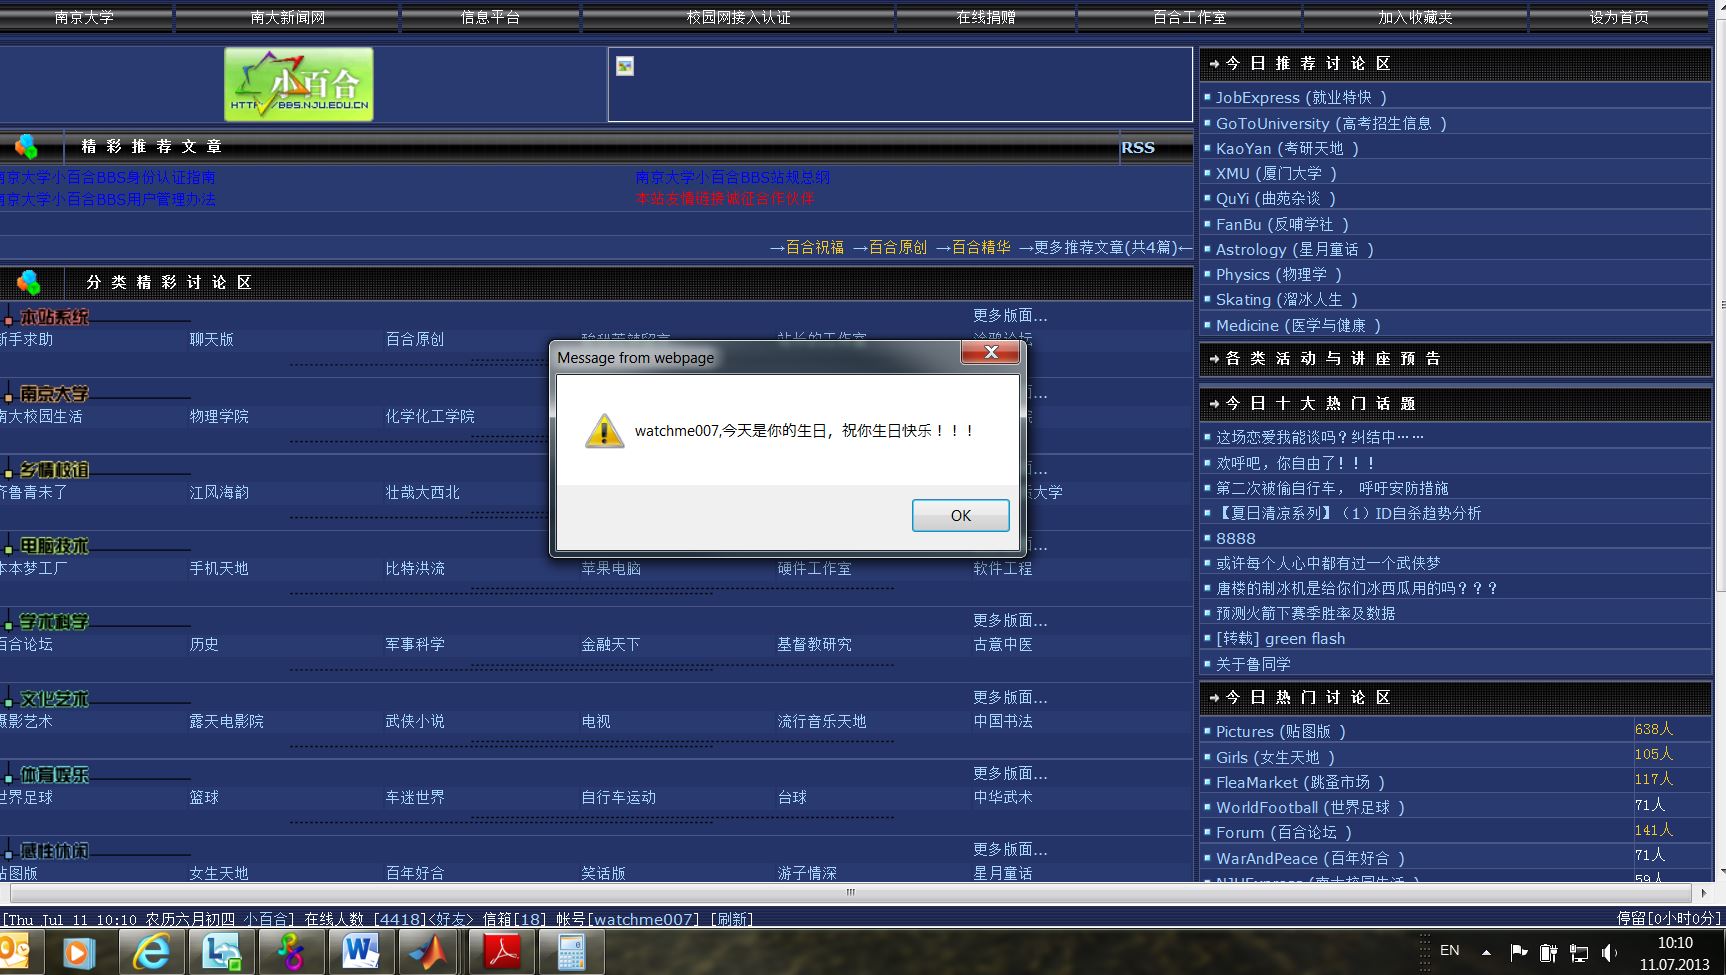 南京大学 南大新闻网 信息平台 校园网接入认证 在线捐赠 百合工作室 加入收藏夹 设为首页
小百合
HTTP://BBS.NJU.EDU.CN
精彩推荐文章 RSS
南京大学小百合BBS身份认证指南 南京大学小百合BBS站规总纲
南京大学小百合BBS用户管理办法 本站友情链接诚征合作伙伴
→百合祝福 →百合原创 →百合精华 →更多推荐文章(共4篇)←
分类精彩讨论区
本站系统 更多版面...
新手求助 聊天版 百合原创
南京大学
南大校园生活 物理学院 化学化工学院
乡情校谊
齐鲁青未了 江风海韵 壮哉大西北
电脑技术
本本梦工厂 手机天地 比特洪流 苹果电脑 硬件工作室 软件工程
学术科学 更多版面...
百合论坛 历史 军事科学 金融天下 基督教研究 古意中医
文化艺术 更多版面...
摄影艺术 露天电影院 武侠小说 电视 流行音乐天地 中国书法
体育娱乐 更多版面...
世界足球 篮球 车迷世界 自行车运动 台球 中华武术
感性休闲 更多版面...
贴图版 女生天地 百年好合 笑话版 游子情深 星月童话
Message from webpage
watchme007,今天是你的生日，祝你生日快乐！！！
OK
今日推荐讨论区
JobExpress (就业特快 )
GoToUniversity (高考招生信息 )
KaoYan (考研天地 )
XMU (厦门大学 )
QuYi (曲苑杂谈 )
FanBu (反哺学社 )
Astrology (星月童话 )
Physics (物理学 )
Skating (溜冰人生 )
Medicine (医学与健康 )
各类活动与讲座预告
今日十大热门话题
这场恋爱我能谈吗？纠结中……
欢呼吧，你自由了！！！
第二次被偷自行车， 呼吁安防措施
【夏日清凉系列】（1）ID自杀趋势分析
8888
或许每个人心中都有过一个武侠梦
唐楼的制冰机是给你们冰西瓜用的吗？？？
预测火箭下赛季胜率及数据
[转载] green flash
关于鲁同学
今日热门讨论区
Pictures (贴图版 ) 638人
Girls (女生天地 ) 105人
FleaMarket (跳蚤市场 ) 117人
WorldFootball (世界足球 ) 71人
Forum (百合论坛 ) 141人
WarAndPeace (百年好合 ) 71人
NJUExpress (南大校园生活 ) 59人
[Thu Jul 11 10:10 农历六月初四 小百合] 在线人数 [4418]<好友> 信箱[18] 帐号[watchme007] [刷新] 停留[0小时0分]
EN 10:10
11.07.2013